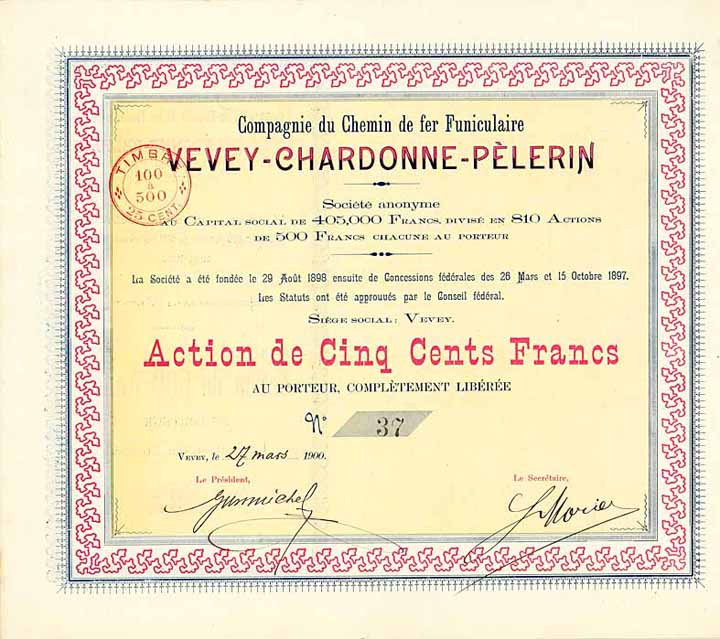 Compagnie du Chemin de fer Funiculaire
VEVEY-CHARDONNE-PÈLERIN
TIMBRE
100
à
500
25 CENT.
Société anonyme
AU CAPITAL SOCIAL DE 405,000 FRANCS, DIVISÉ EN 810 ACTIONS
DE 500 FRANCS CHACUNE AU PORTEUR
La Société a été fondée le 29 Août 1898 ensuite de Concessions fédérales des 26 Mars et 15 Octobre 1897.
Les Statuts ont été approuvés par le Conseil fédéral.
SIÈGE SOCIAL: VEVEY.
Action de Cinq Cents Francs
AU PORTEUR, COMPLÈTEMENT LIBÉRÉE
N° 37
VEVEY, le 27 mars 1900.
Le Président,
Le Secrétaire,